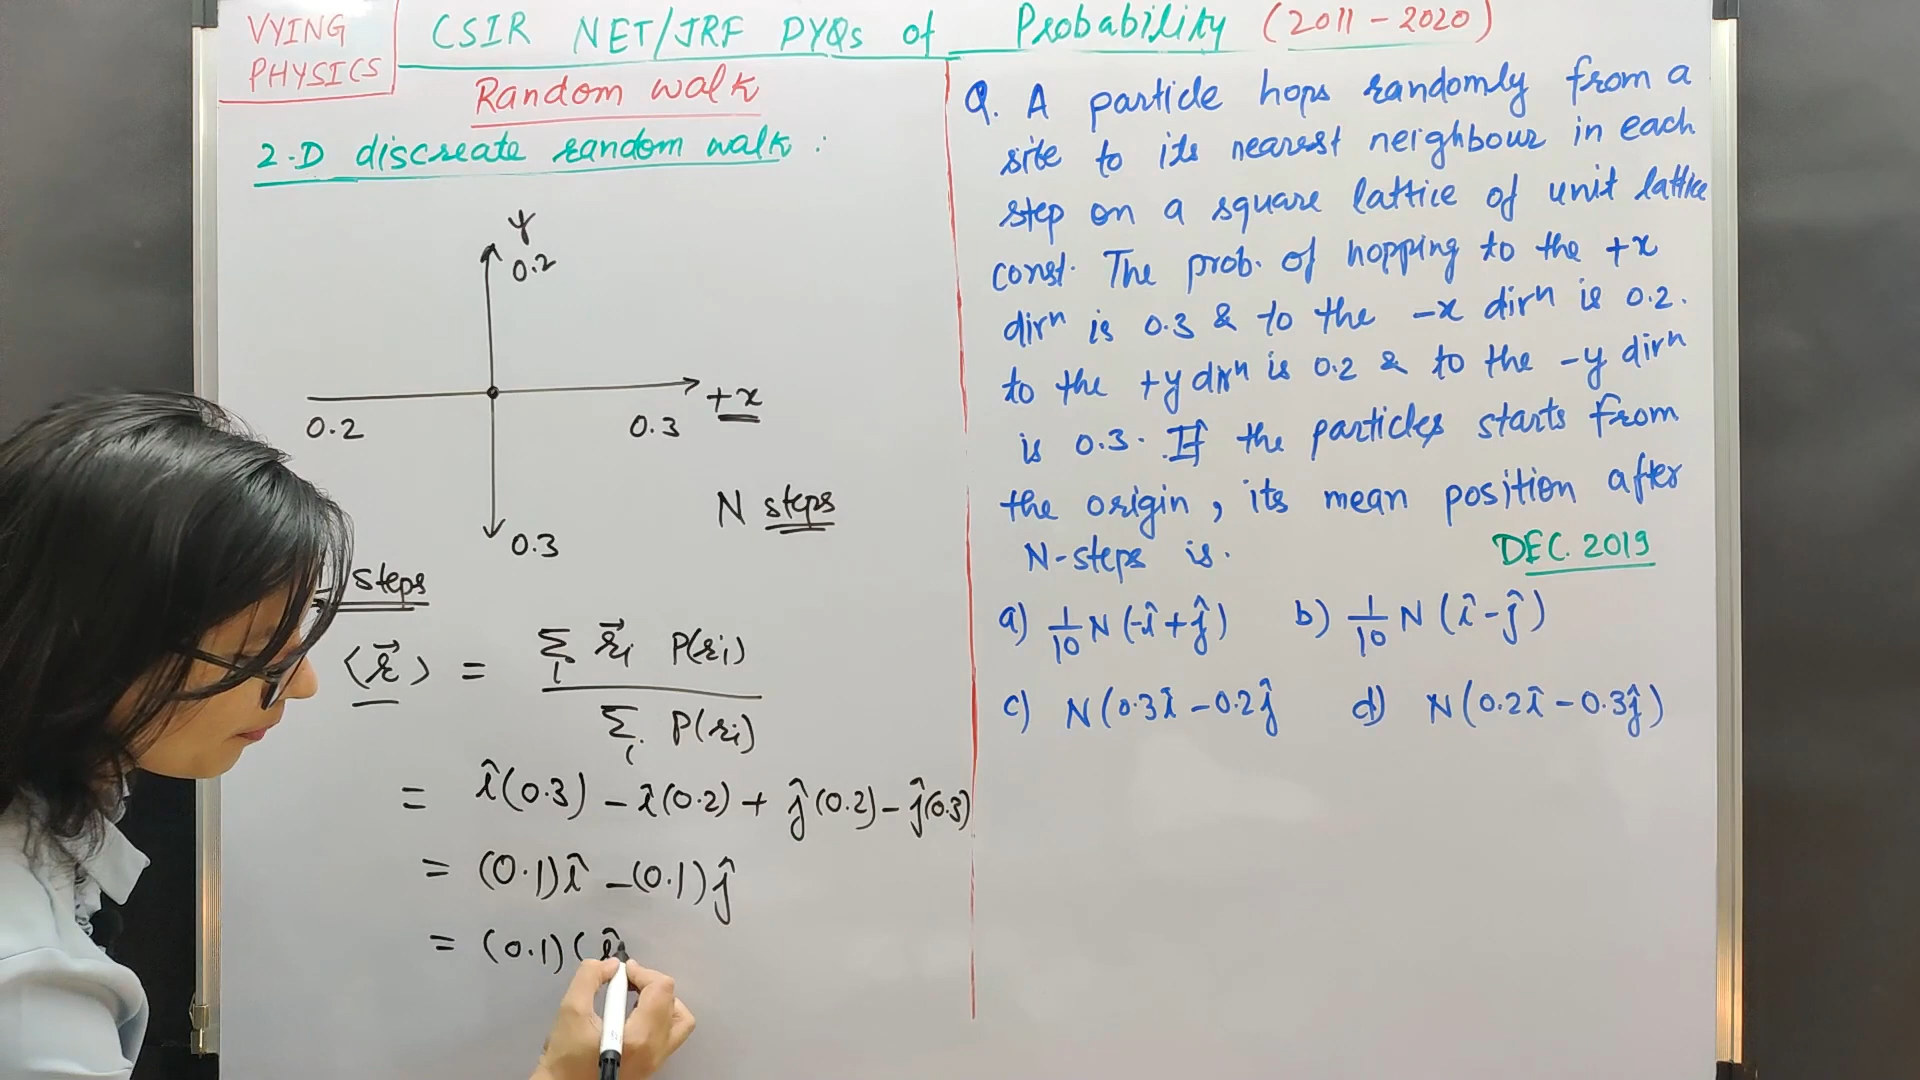 VYING PHYSICS
CSIR NET/JRF PYQs of Probability (2011-2020)
Random walk
2-D discreate random walk :
y
0.2
+x
0.2
0.3
N steps
0.3
steps
⟨r⃗⟩ = Σᵢ r⃗ᵢ P(rᵢ) / Σᵢ P(rᵢ)
= î(0.3) - î(0.2) + ĵ(0.2) - ĵ(0.3)
= (0.1)î - (0.1)ĵ
= (0.1)(î
Q. A particle hops randomly from a
site to its nearest neighbour in each
step on a square lattice of unit lattice
const. The prob. of hopping to the +x
dirⁿ is 0.3 & to the -x dirⁿ is 0.2.
to the +y dirⁿ is 0.2 & to the -y dirⁿ
is 0.3. If the particles starts from
the origin, its mean position after
N-steps is.
DEC. 2019
a) 1/10 N(-î+ĵ) b) 1/10 N(î-ĵ)
c) N(0.3î-0.2ĵ d) N(0.2î-0.3ĵ)